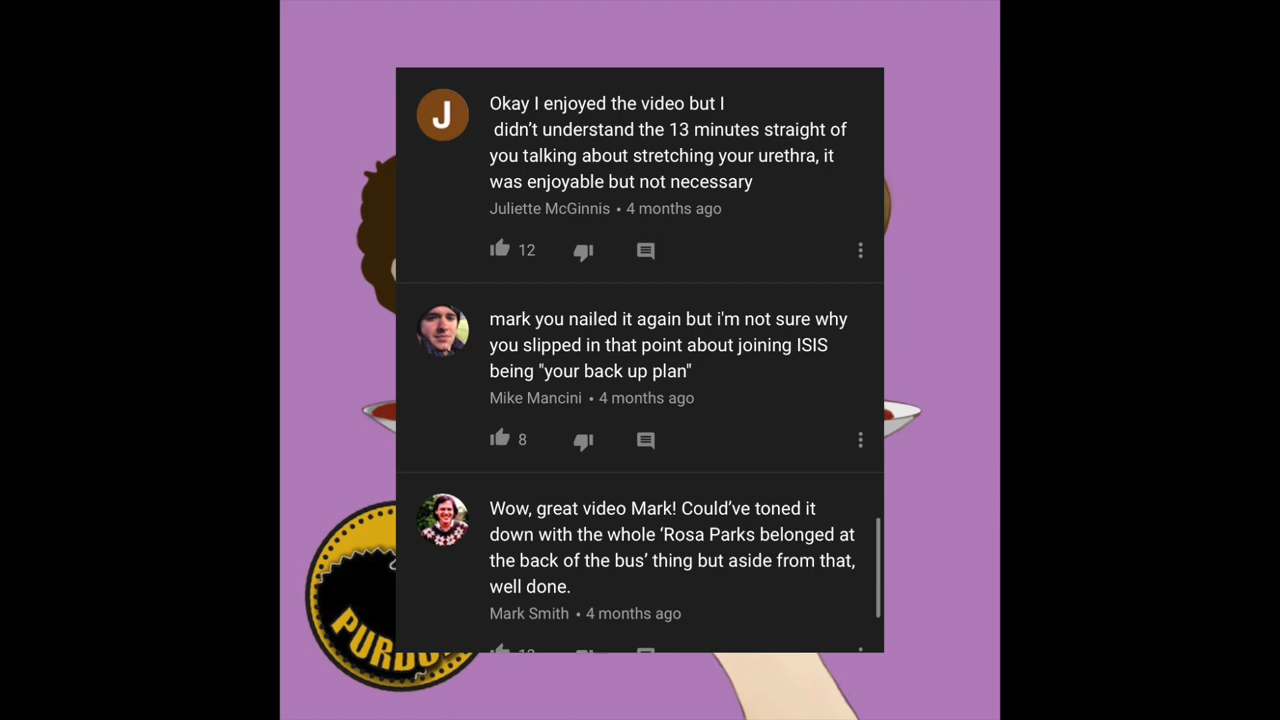 J
Okay I enjoyed the video but I
didn't understand the 13 minutes straight of
you talking about stretching your urethra, it
was enjoyable but not necessary
Juliette McGinnis • 4 months ago
12
mark you nailed it again but i'm not sure why
you slipped in that point about joining ISIS
being "your back up plan"
Mike Mancini • 4 months ago
8
Wow, great video Mark! Could've toned it
down with the whole ‘Rosa Parks belonged at
the back of the bus’ thing but aside from that,
well done.
Mark Smith • 4 months ago